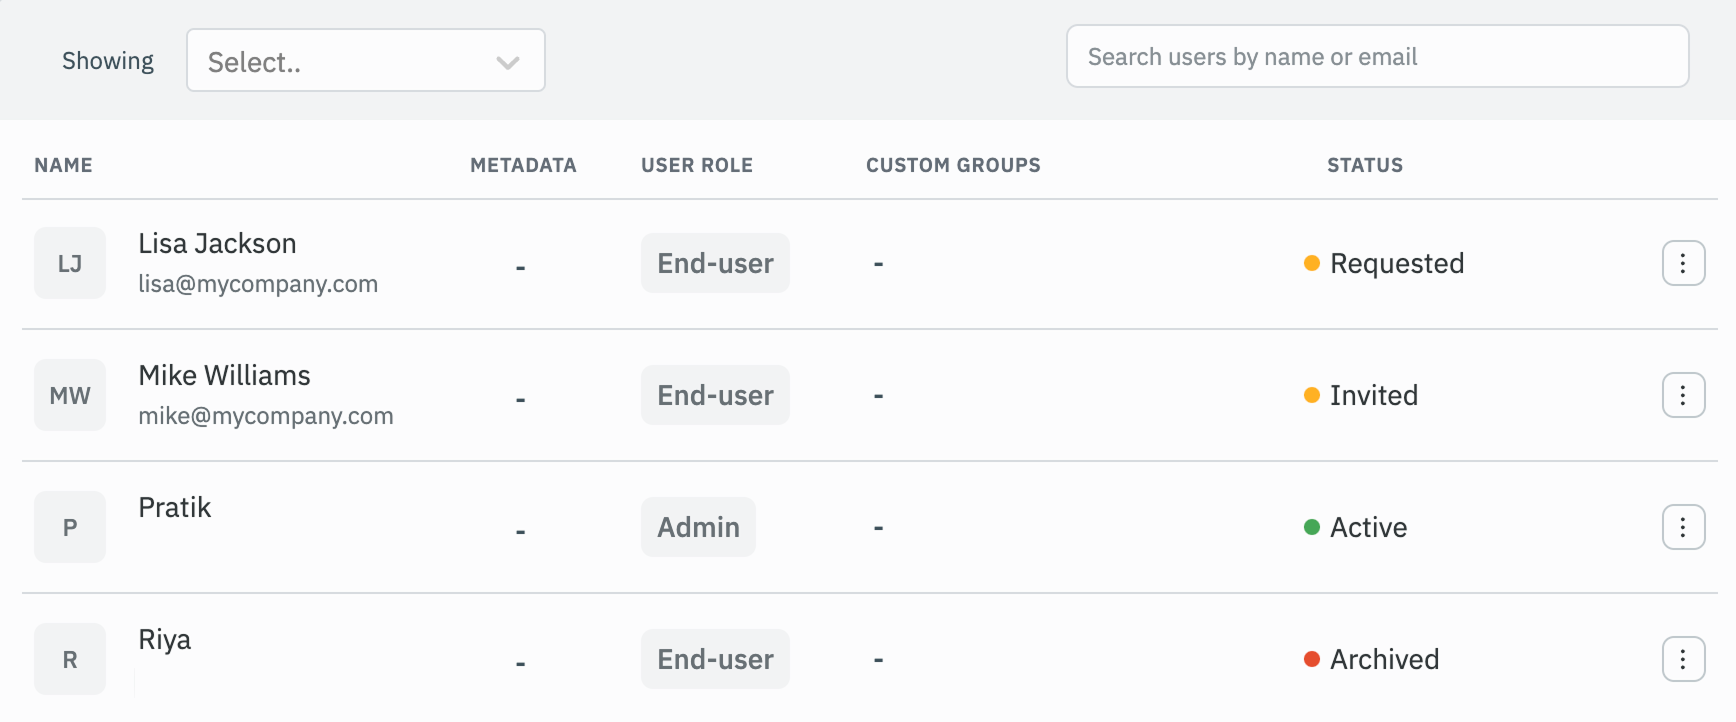 Showing Select.. Search users by name or email
NAME METADATA USER ROLE CUSTOM GROUPS STATUS
LJ Lisa Jackson - End-user - Requested
lisa@mycompany.com
MW Mike Williams - End-user - Invited
mike@mycompany.com
P Pratik - Admin - Active
R Riya - End-user - Archived